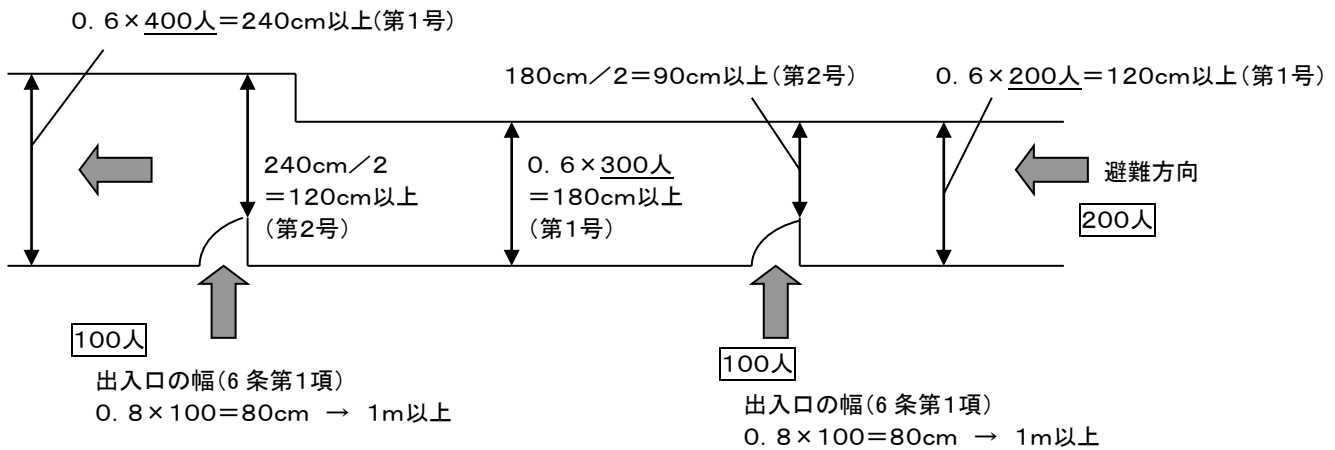 0.6×400人=240cm以上(第1号)
180cm/2=90cm以上(第2号)
0.6×200人=120cm以上(第1号)
240cm/2
=120cm以上
(第2号)
0.6×300人
=180cm以上
(第1号)
避難方向
200人
100人
出入口の幅(6条第1項)
0.8×100=80cm → 1m以上
100人
出入口の幅(6条第1項)
0.8×100=80cm → 1m以上